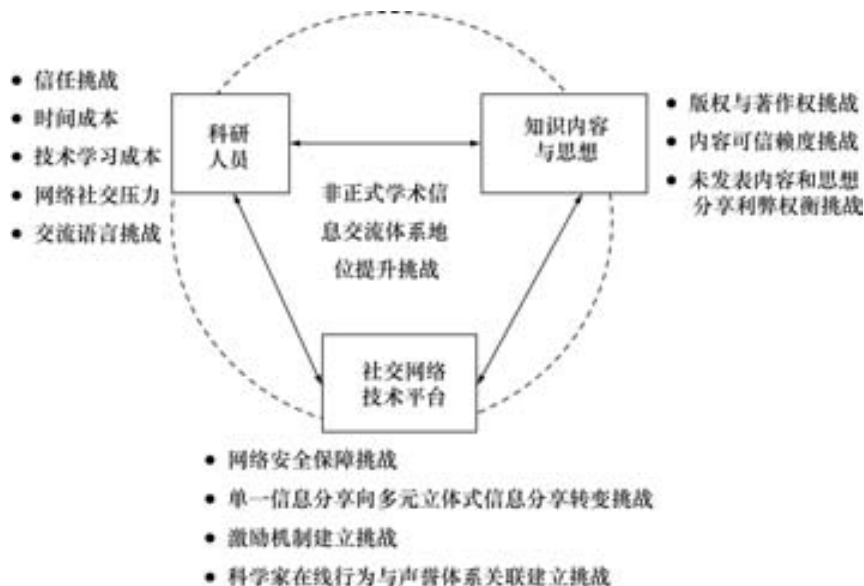 ● 信任挑战
● 时间成本
● 技术学习成本
● 网络社交压力
● 交流语言挑战
科研
人员
知识内容
与思想
● 版权与著作权挑战
● 内容可信赖度挑战
● 未发表内容和思想
分享利弊权衡挑战
非正式学术信
息交流体系地
位提升挑战
社交网络
技术平台
● 网络安全保障挑战
● 单一信息分享向多元立体式信息分享转变挑战
● 激励机制建立挑战
● 科学家在线行为与声誉体系关联建立挑战